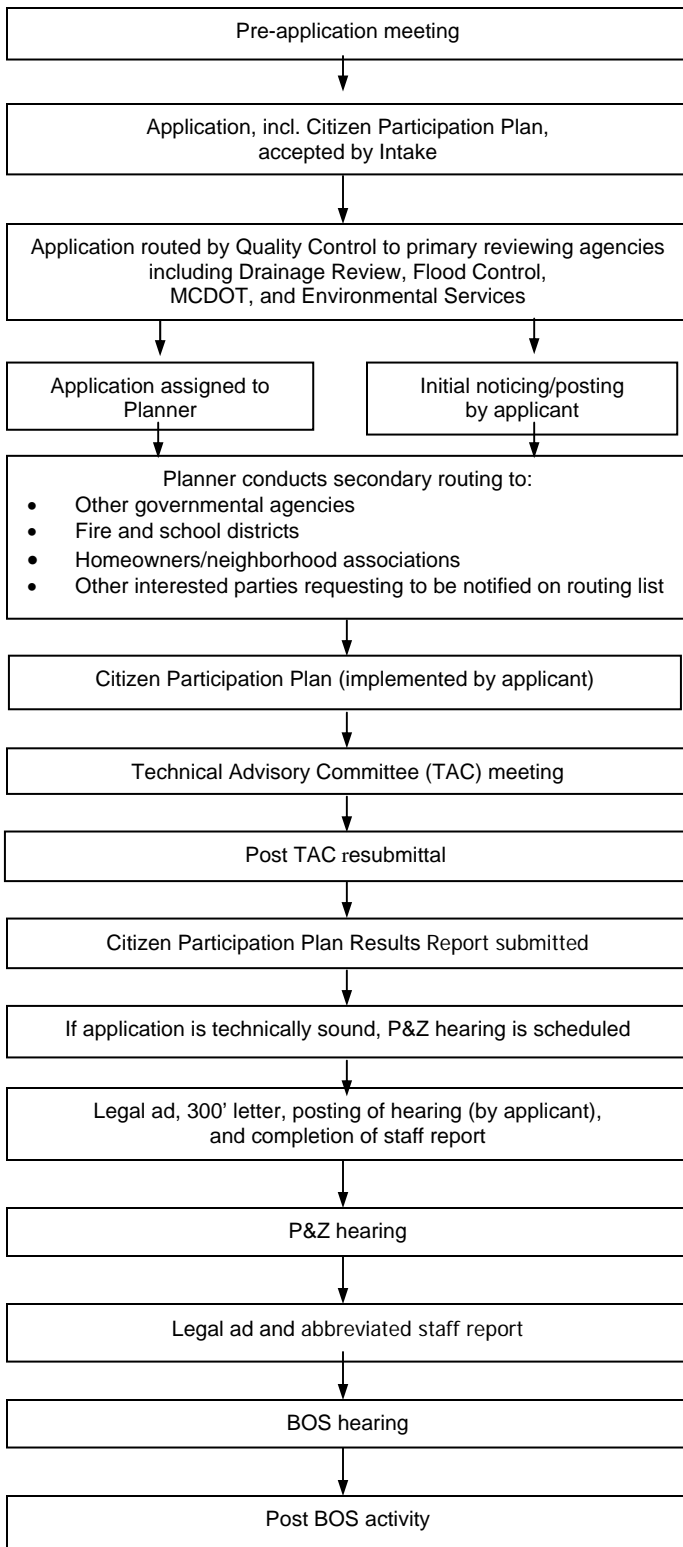 Pre-application meeting
Application, incl. Citizen Participation Plan,
accepted by Intake
Application routed by Quality Control to primary reviewing agencies
including Drainage Review, Flood Control,
MCDOT, and Environmental Services
Application assigned to
Planner
Initial noticing/posting
by applicant
Planner conducts secondary routing to:
• Other governmental agencies
• Fire and school districts
• Homeowners/neighborhood associations
• Other interested parties requesting to be notified on routing list
Citizen Participation Plan (implemented by applicant)
Technical Advisory Committee (TAC) meeting
Post TAC resubmittal
Citizen Participation Plan Results Report submitted
If application is technically sound, P&Z hearing is scheduled
Legal ad, 300' letter, posting of hearing (by applicant),
and completion of staff report
P&Z hearing
Legal ad and abbreviated staff report
BOS hearing
Post BOS activity